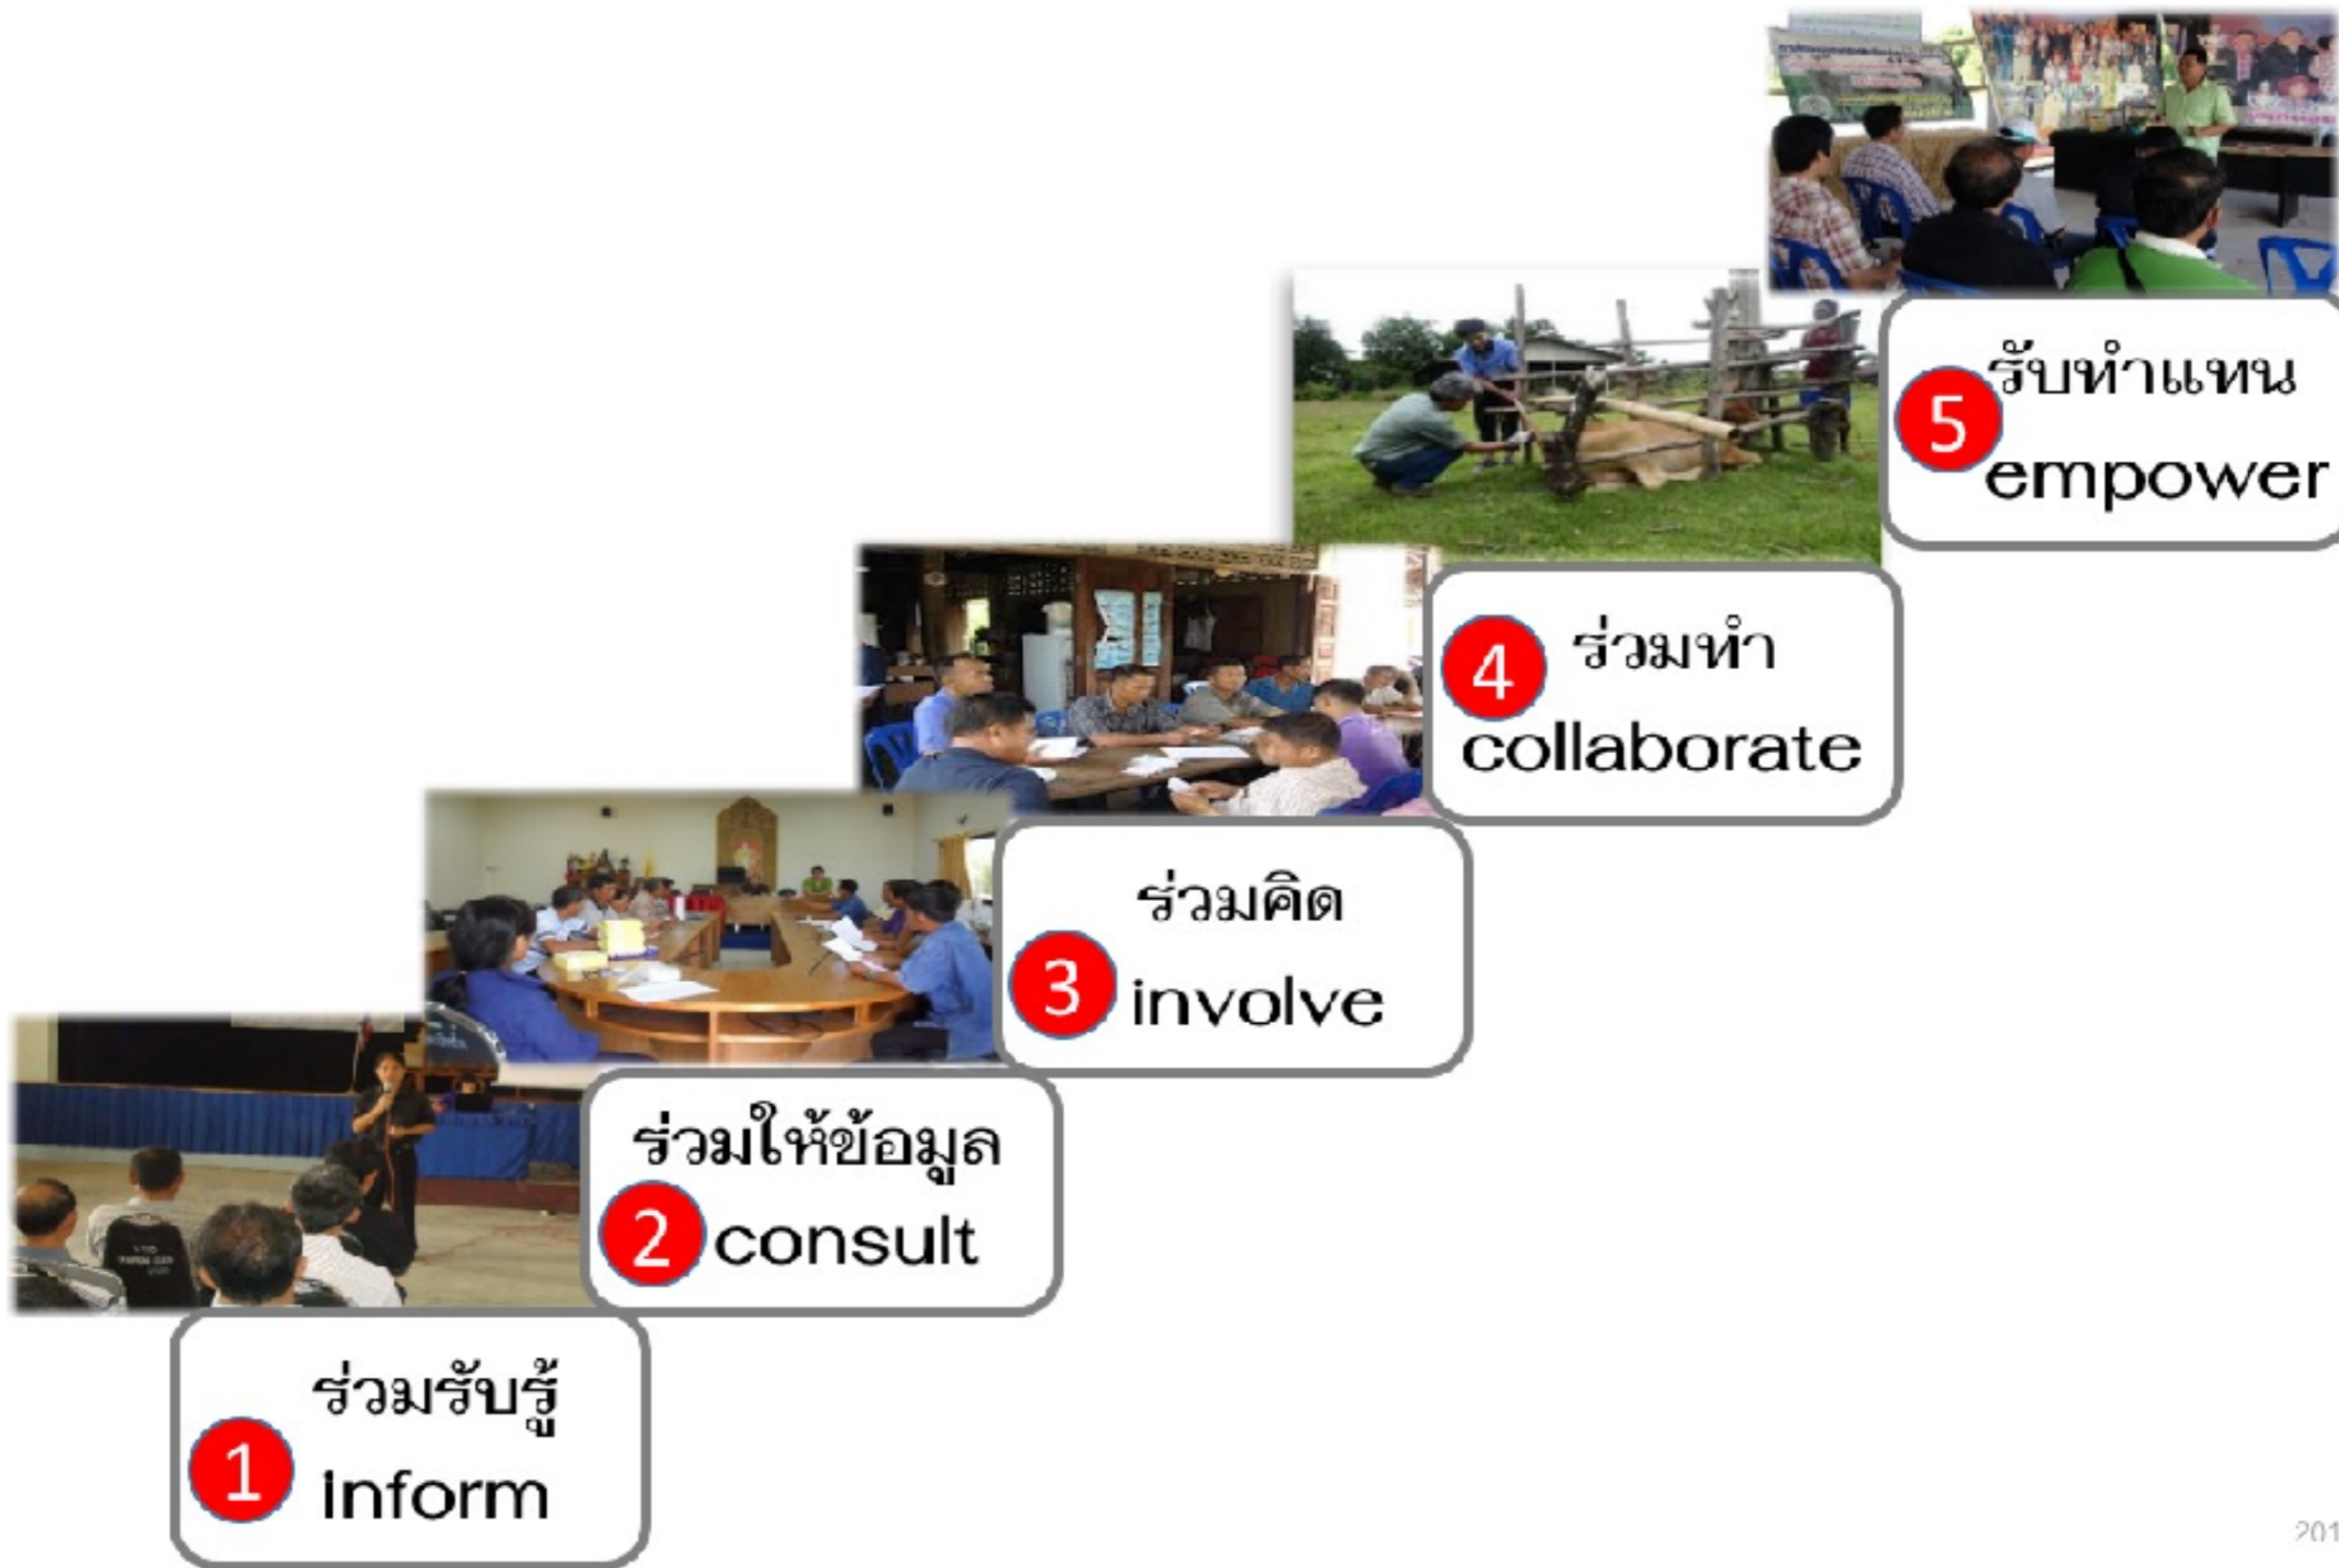 5
รับทำแทน
empower
4
ร่วมทำ
collaborate
3
ร่วมคิด
involve
2
ร่วมให้ข้อมูล
consult
1
ร่วมรับรู้
Inform
201